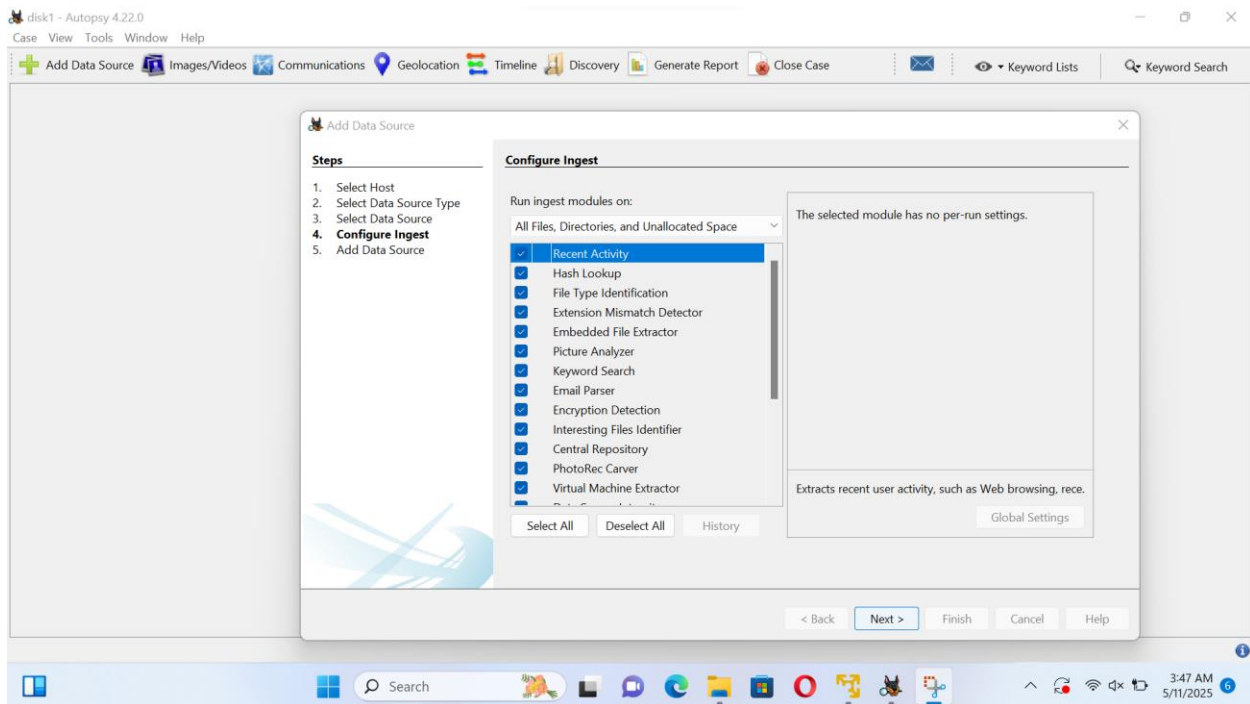 disk1 - Autopsy 4.22.0
Case View Tools Window Help
Add Data Source Images/Videos Communications Geolocation Timeline Discovery Generate Report Close Case Keyword Lists Keyword Search
Add Data Source
Steps
1. Select Host
2. Select Data Source Type
3. Select Data Source
4. Configure Ingest
5. Add Data Source
Configure Ingest
Run ingest modules on:
All Files, Directories, and Unallocated Space
Recent Activity
Hash Lookup
File Type Identification
Extension Mismatch Detector
Embedded File Extractor
Picture Analyzer
Keyword Search
Email Parser
Encryption Detection
Interesting Files Identifier
Central Repository
PhotoRec Carver
Virtual Machine Extractor
Select All Deselect All History
The selected module has no per-run settings.
Extracts recent user activity, such as Web browsing, rece.
Global Settings
< Back Next > Finish Cancel Help
Search
3:47 AM
5/11/2025
6